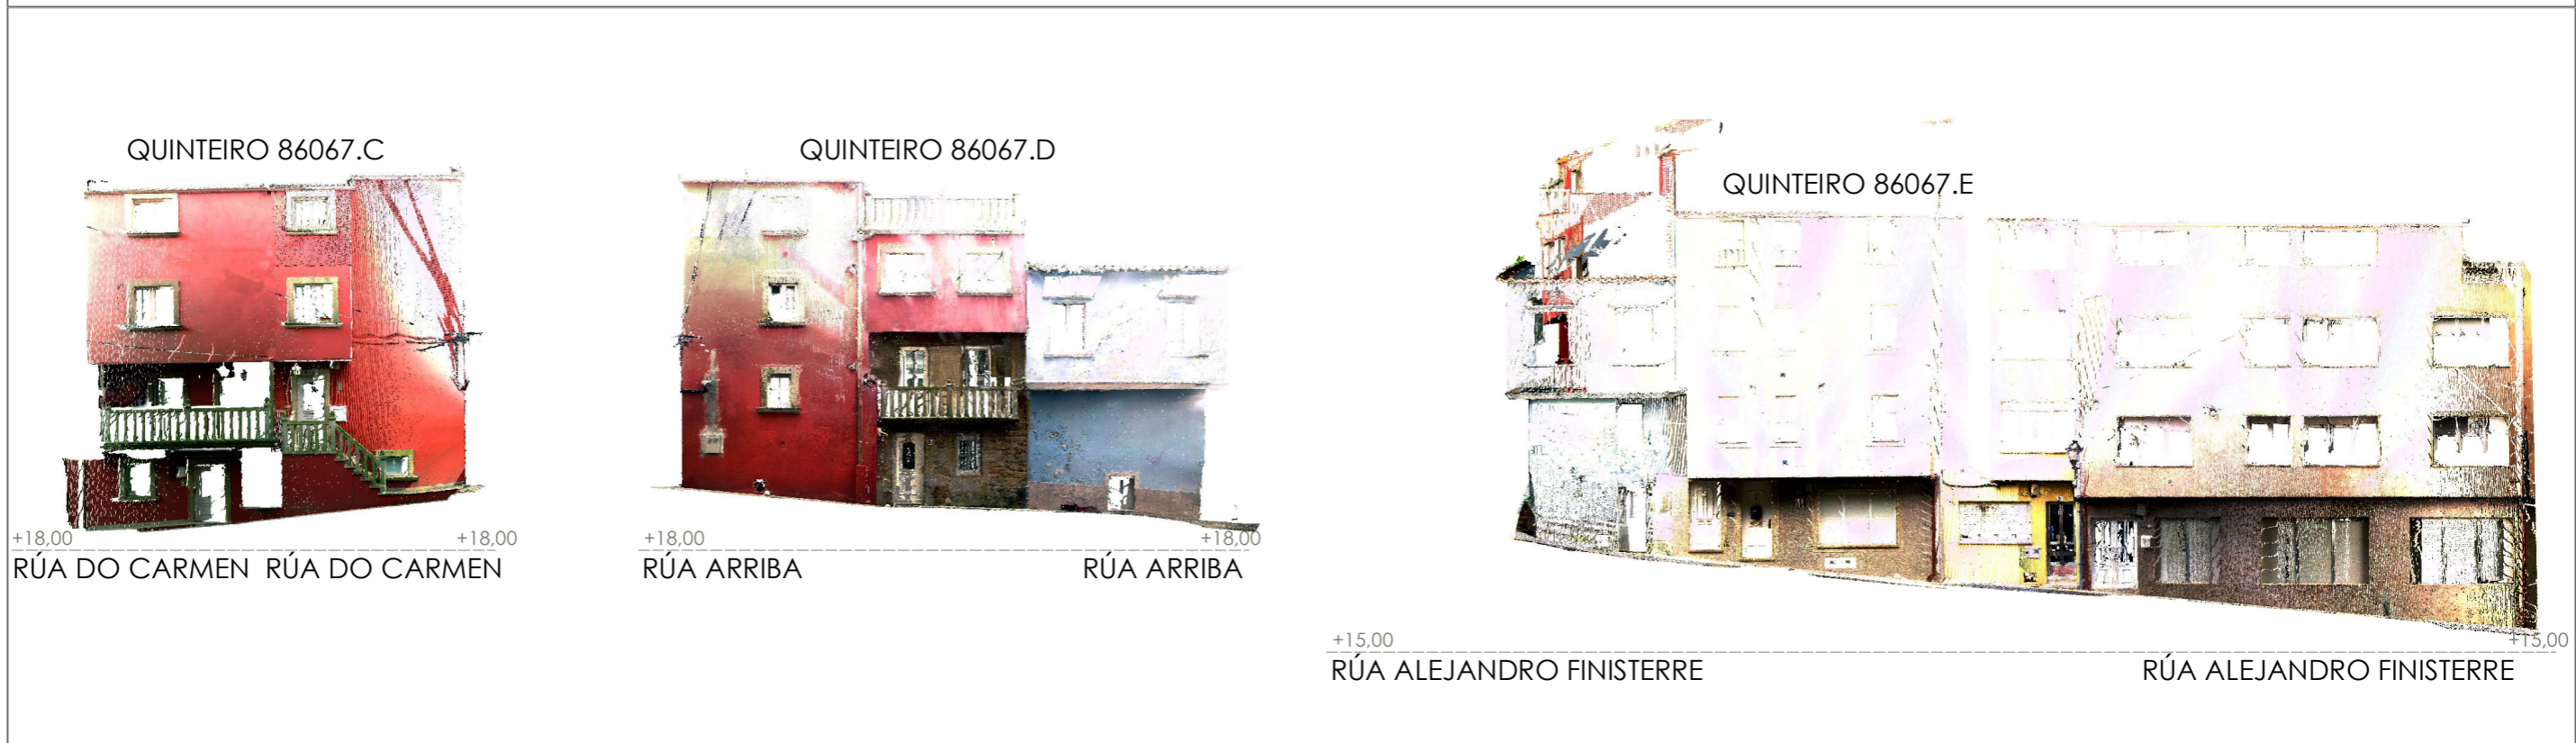 QUINTEIRO 86067.C
QUINTEIRO 86067.D
QUINTEIRO 86067.E
+18,00 +18,00
RÚA DO CARMEN RÚA DO CARMEN
+18,00 +18,00
RÚA ARRIBA RÚA ARRIBA
+15,00 +15,00
RÚA ALEJANDRO FINISTERRE RÚA ALEJANDRO FINISTERRE